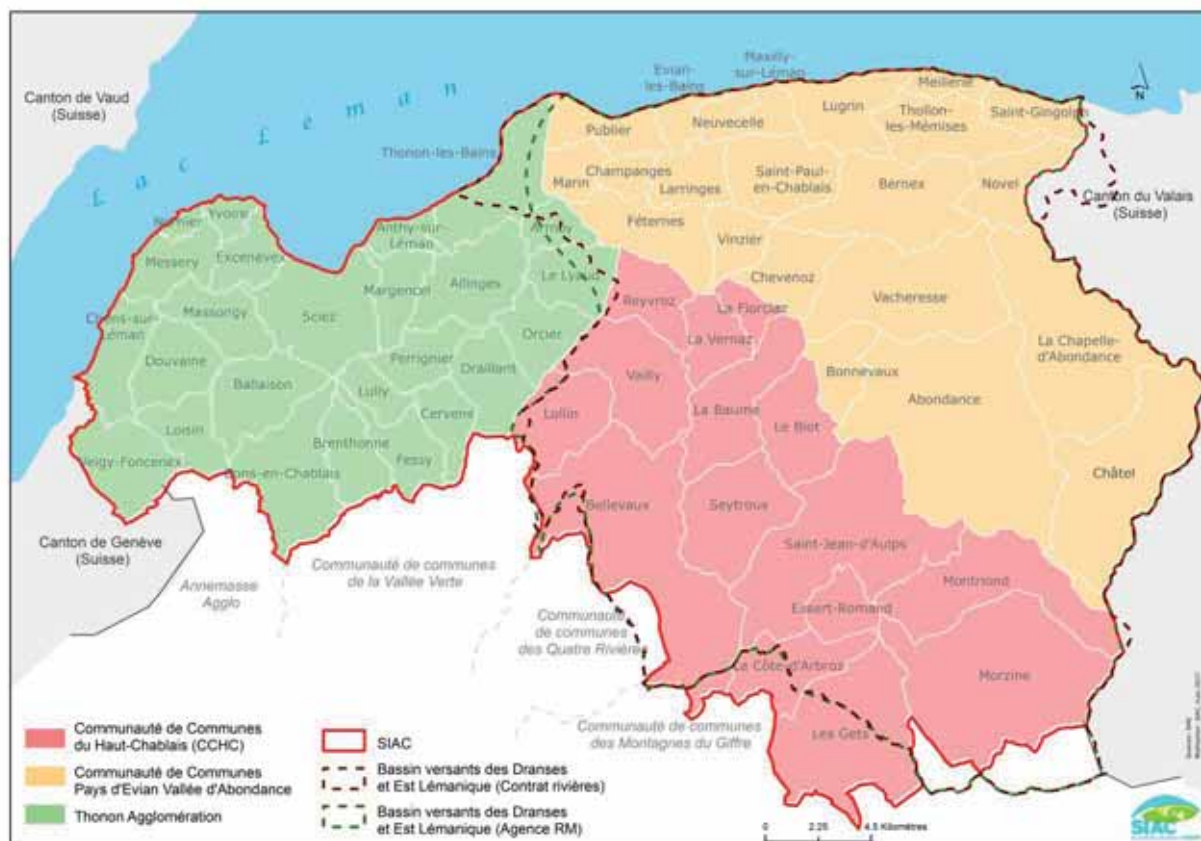 Canton de Vaud
(Suisse)
Lac Léman
Evian-
les-Bains
Maxilly-
sur-Léman
N
Meillerie
Lugrin
Thollon-
les-Mémises
Saint-Gingolph
Publier
Neuvecelle
Thonon-les-Bains
Champanges
Marin
Larringes
Saint-Paul-
en-Chablais
Bernex
Novel
Canton du Valais
(Suisse)
Féternes
Vinzier
Chevenoz
Vacheresse
La Chapelle-
d'Abondance
Bonnevaux
Abondance
Châtel
Nernier
Yvoire
Messery
Excenevex
Anthy-sur-
Léman
Armoy
Le Lyaud
Margencel
Allinges
Chens-sur-
Léman
Massongy
Sciez
Orcier
Douvaine
Perrignier
Draillant
Ballaison
Lully
Cervens
Loisin
Brenthonne
Fessy
Veigy-Foncenex
Bons-en-Chablais
Reyvroz
La Forclaz
La Vernaz
Vailly
Lullin
La Baume
Le Biot
Bellevaux
Seytroux
Saint-Jean-d'Aulps
Montriond
Essert-Romand
La Côte-d'Arbroz
Morzine
Les Gets
Canton de Genève
(Suisse)
Annemasse
Agglo
Communauté de communes
de la Vallée Verte
Communauté
de communes
des Quatre Rivières
Communauté de communes
des Montagnes du Giffre
Communauté de Communes
du Haut-Chablais (CCHC)
Communauté de Communes
Pays d'Evian Vallée d'Abondance
Thonon Agglomération
SIAC
Bassin versants des Dranses
et Est Lémanique (Contrat rivières)
Bassin versants des Dranses
et Est Lémanique (Agence RM)
0 2.25 4.5 Kilomètres
SIAC